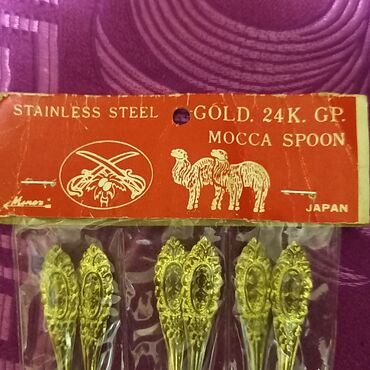 STAINLESS STEEL GOLD. 24K. GP.
MOCCA SPOON
JAPAN